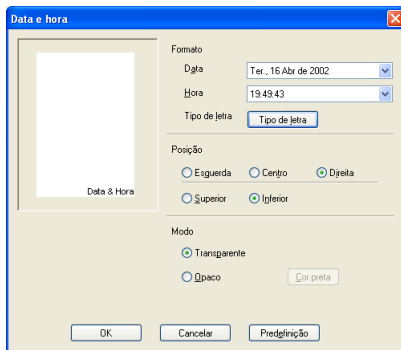 Data e hora
Data & Hora
Formato
Data Ter., 16 Abr de 2002
Hora 19:49:43
Tipo de letra Tipo de letra
Posição
Esguerda Centro Direita
Superior Inferior
Modo
Transparente
Opaco Cor preta
OK Cancelar Predefinição